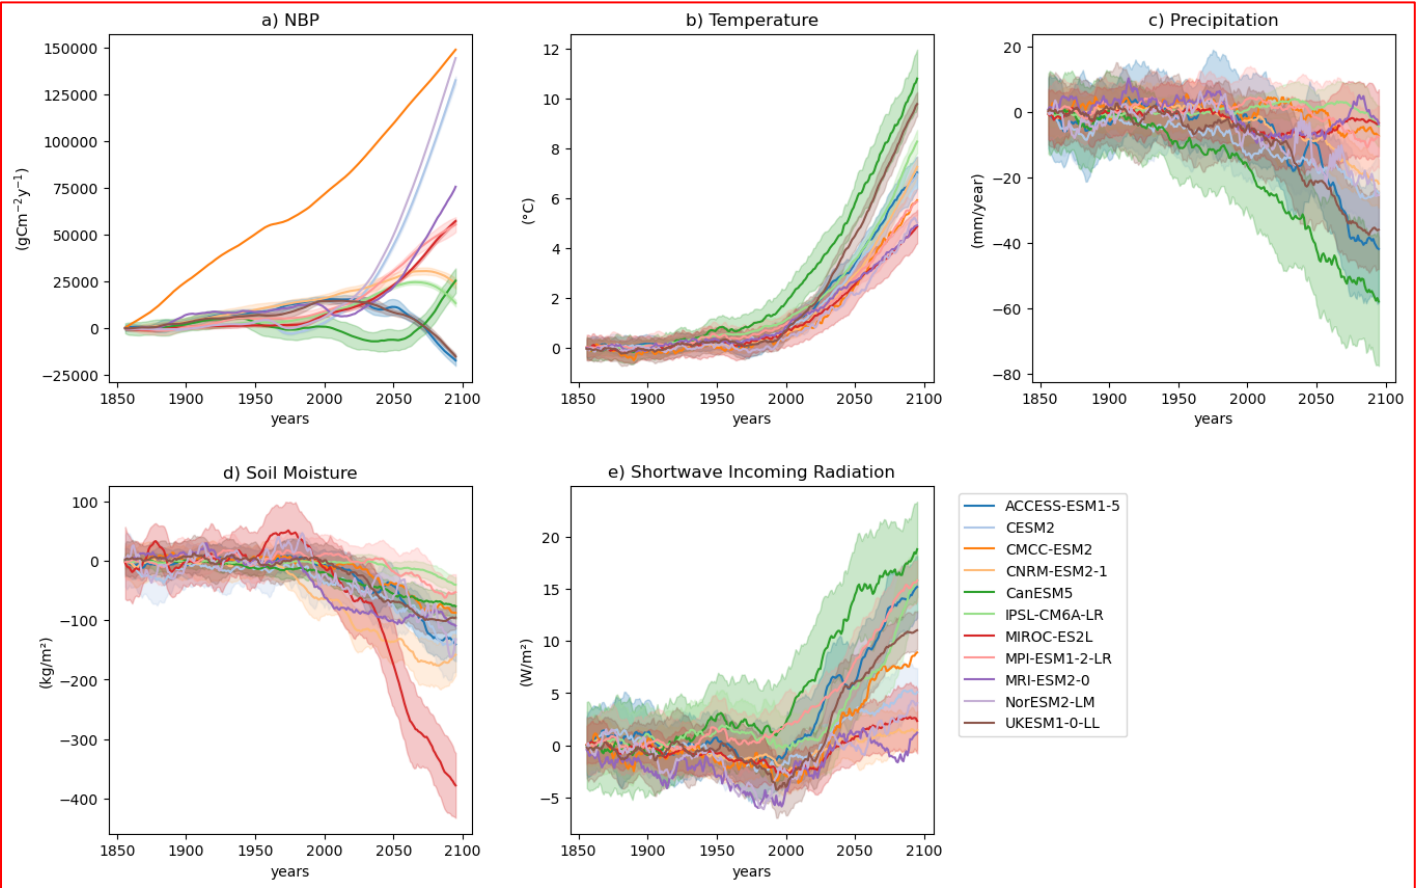 a) NBP
b) Temperature
c) Precipitation
150000
125000
100000
75000
50000
25000
0
−25000
(gCm⁻²y⁻¹)
1850 1900 1950 2000 2050 2100
years
12
10
8
6
4
2
0
(°C)
1850 1900 1950 2000 2050 2100
years
20
0
−20
−40
−60
−80
(mm/year)
1850 1900 1950 2000 2050 2100
years
d) Soil Moisture
e) Shortwave Incoming Radiation
100
0
−100
−200
−300
−400
(kg/m²)
1850 1900 1950 2000 2050 2100
years
20
15
10
5
0
−5
(W/m²)
1850 1900 1950 2000 2050 2100
years
ACCESS-ESM1-5
CESM2
CMCC-ESM2
CNRM-ESM2-1
CanESM5
IPSL-CM6A-LR
MIROC-ES2L
MPI-ESM1-2-LR
MRI-ESM2-0
NorESM2-LM
UKESM1-0-LL